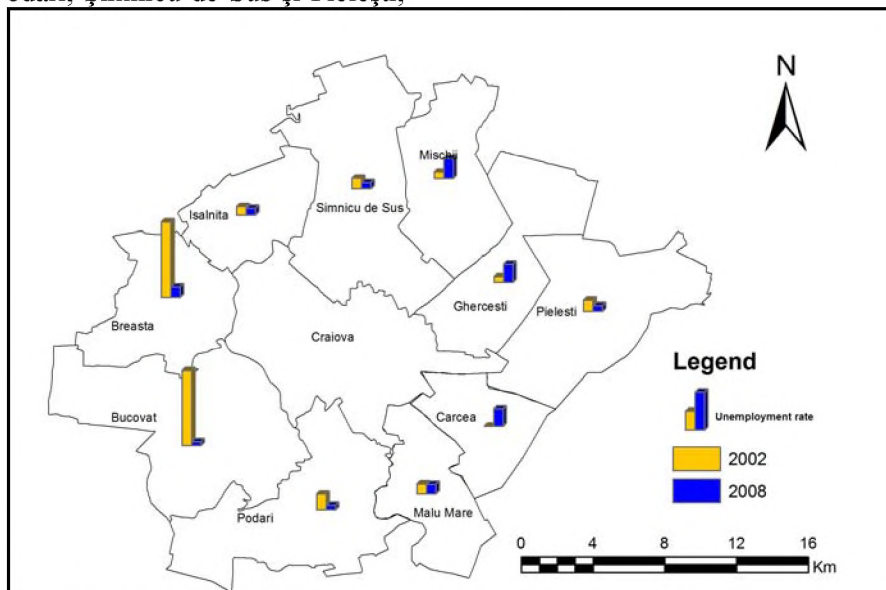 N
Mischii
Isalnita
Simnicu de Sus
Ghercesti
Pielesti
Breasta
Craiova
Legend
Unemployment rate
Bucovat
Carcea
2002
2008
Podari
Malu Mare
0 4 8 12 16
Km